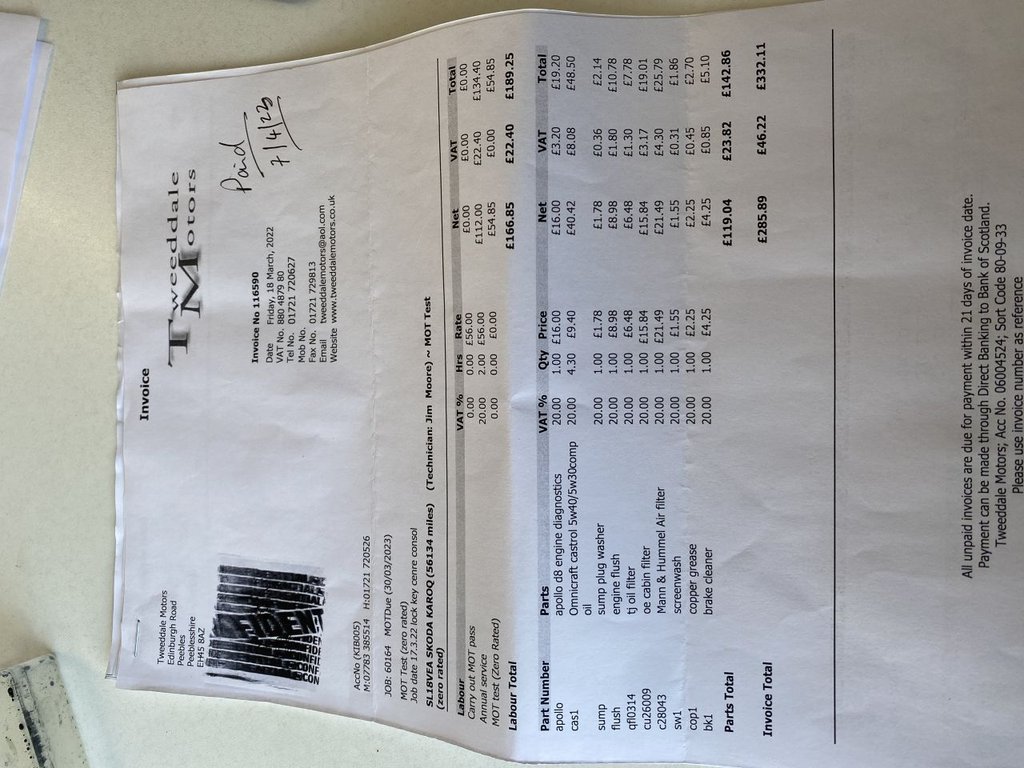 Invoice
Tweeddale Motors
Edinburgh Road
Peebles
Peeblesshire
EH45 8AZ
Tweeddale
Motors
Paid
7/4/23
Invoice No 116590
Date Friday, 18 March, 2022
VAT No. 880 4879 80
Tel No. 01721 720627
Mob No.
Fax No. 01721 729813
Email tweeddalemotors@aol.com
Website www.tweeddalemotors.co.uk
AccNo (KIB005)
M:07783 385514 H:01721 720526
JOB: 60164 MOTDue (30/03/2023)
MOT Test (zero rated)
Job date 17.3.22 lock key cenre consol
SL18VEA SKODA KAROQ (56134 miles) (Technician: Jim Moore) ~ MOT Test
(zero rated)
Labour VAT % Hrs Rate Net VAT Total
Carry out MOT pass 0.00 0.00 £56.00 £0.00 £0.00 £0.00
Annual service 20.00 2.00 £56.00 £112.00 £22.40 £134.40
MOT test (Zero Rated) 0.00 0.00 £0.00 £54.85 £0.00 £54.85
Labour Total £166.85 £22.40 £189.25
Part Number Parts VAT % Qty Price Net VAT Total
apollo apollo d8 engine diagnostics 20.00 1.00 £16.00 £16.00 £3.20 £19.20
cas1 Omnicraft castrol 5w40/5w30comp 20.00 4.30 £9.40 £40.42 £8.08 £48.50
oil
sump sump plug washer 20.00 1.00 £1.78 £1.78 £0.36 £2.14
flush engine flush 20.00 1.00 £8.98 £8.98 £1.80 £10.78
qfl0314 tj oil filter 20.00 1.00 £6.48 £6.48 £1.30 £7.78
cu26009 oe cabin filter 20.00 1.00 £15.84 £15.84 £3.17 £19.01
c28043 Mann & Hummel Air filter 20.00 1.00 £21.49 £21.49 £4.30 £25.79
sw1 screenwash 20.00 1.00 £1.55 £1.55 £0.31 £1.86
cop1 copper grease 20.00 1.00 £2.25 £2.25 £0.45 £2.70
bk1 brake cleaner 20.00 1.00 £4.25 £4.25 £0.85 £5.10
Parts Total £119.04 £23.82 £142.86
Invoice Total £285.89 £46.22 £332.11
All unpaid invoices are due for payment within 21 days of invoice date.
Payment can be made through Direct Banking to Bank of Scotland.
Tweeddale Motors; Acc No. 06004524; Sort Code 80-09-33
Please use invoice number as reference